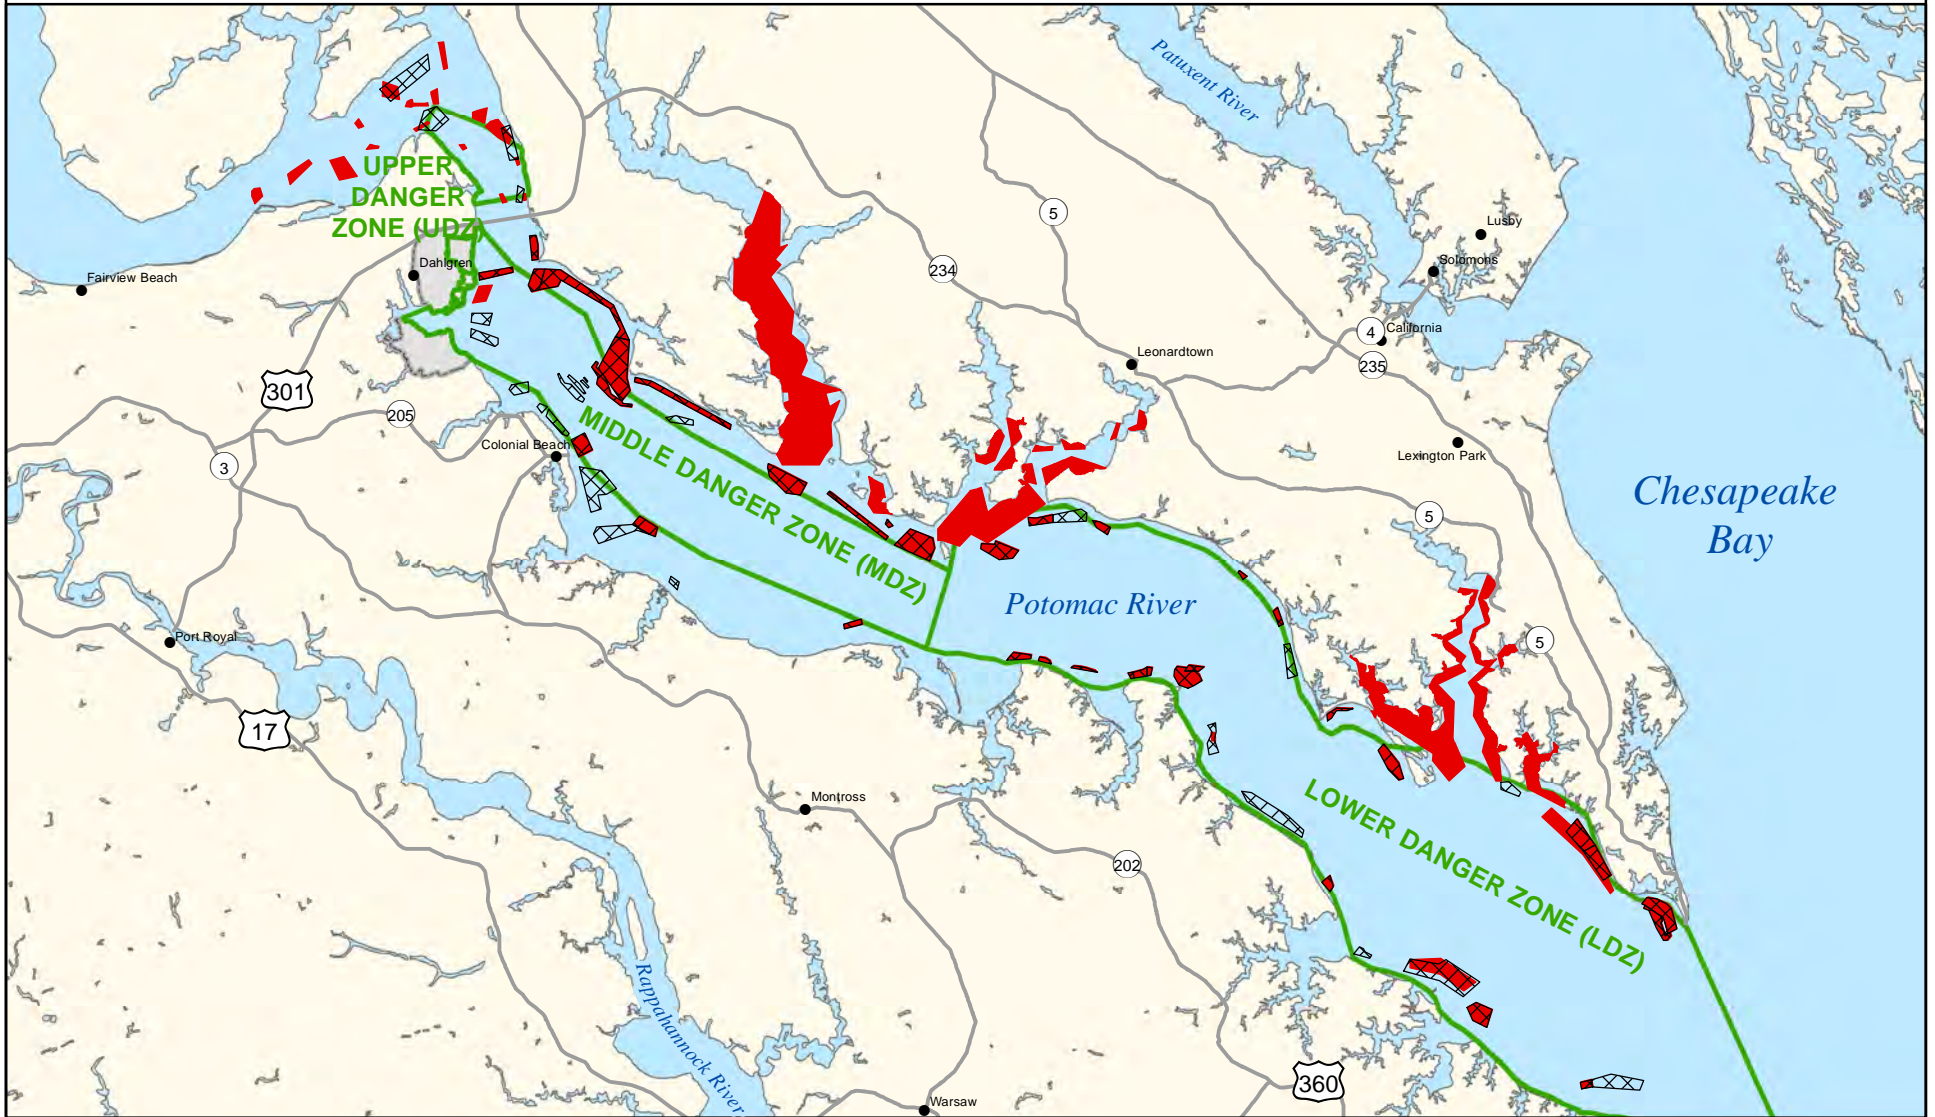 Patuxent River
UPPER
DANGER
ZONE (UDZ)
5
Lusby
Solomons
Dahlgren
Fairview Beach
234
4
California
Leonardtown
235
301
205
MIDDLE DANGER ZONE (MDZ)
Colonial Beach
3
Lexington Park
Chesapeake
Bay
5
Potomac River
Port Royal
5
17
Montross
LOWER DANGER ZONE (LDZ)
202
Rappahannock River
360
Warsaw